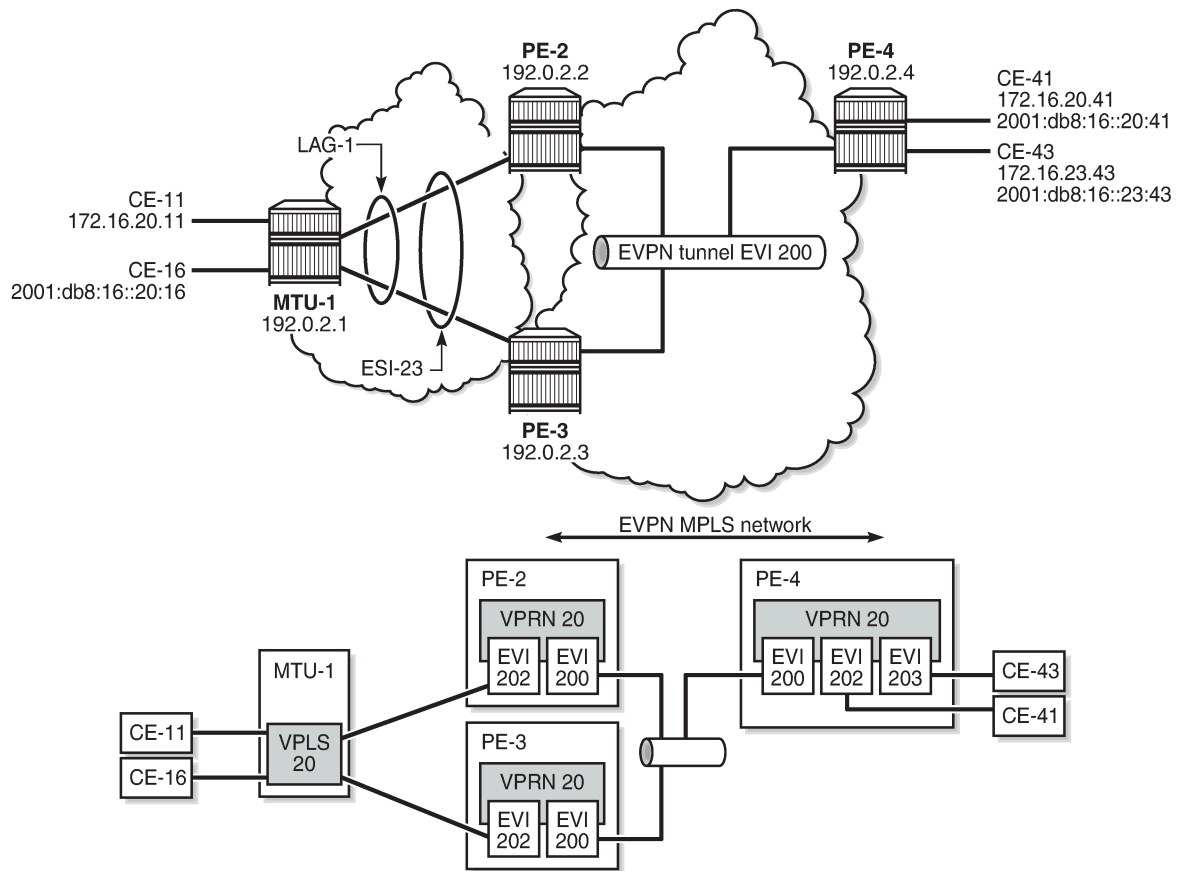 PE-2
192.0.2.2
PE-4
192.0.2.4
CE-41
172.16.20.41
2001:db8:16::20:41
CE-43
172.16.23.43
2001:db8:16::23:43
LAG-1
CE-11
172.16.20.11
CE-16
2001:db8:16::20:16
MTU-1
192.0.2.1
EVPN tunnel EVI 200
ESI-23
PE-3
192.0.2.3
EVPN MPLS network
PE-2
VPRN 20
EVI
202
EVI
200
PE-4
VPRN 20
EVI
200
EVI
202
EVI
203
CE-43
CE-41
MTU-1
VPLS
20
CE-11
CE-16
PE-3
VPRN 20
EVI
202
EVI
200